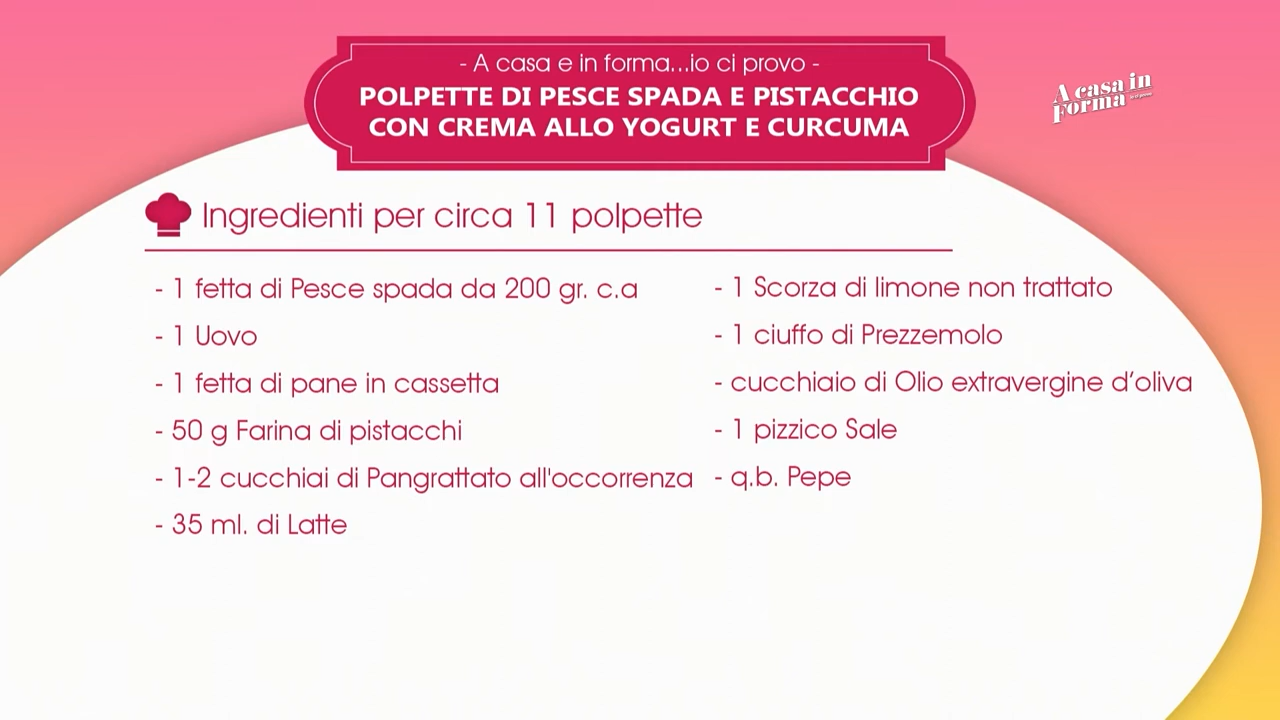 - A casa e in forma...io ci provo -
POLPETTE DI PESCE SPADA E PISTACCHIO
CON CREMA ALLO YOGURT E CURCUMA
A casa in
Forma
Ingredienti per circa 11 polpette
- 1 fetta di Pesce spada da 200 gr. c.a
- 1 Uovo
- 1 fetta di pane in cassetta
- 50 g Farina di pistacchi
- 1-2 cucchiai di Pangrattato all'occorrenza
- 35 ml. di Latte
- 1 Scorza di limone non trattato
- 1 ciuffo di Prezzemolo
- cucchiaio di Olio extravergine d’oliva
- 1 pizzico Sale
- q.b. Pepe